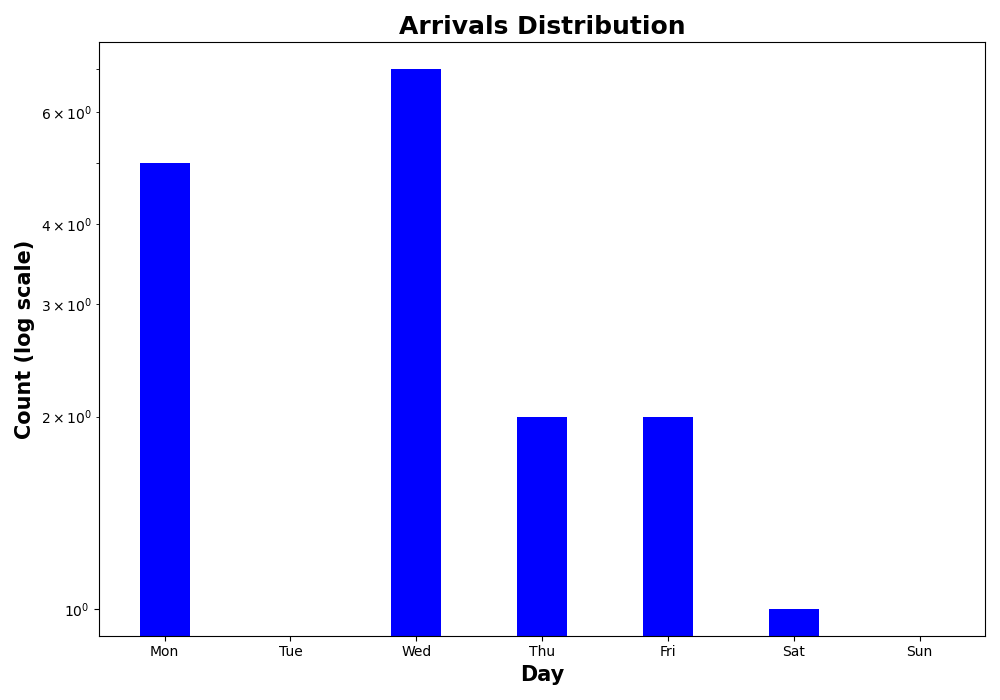 Arrivals Distribution
Count (log scale)
6 × 10⁰
4 × 10⁰
3 × 10⁰
2 × 10⁰
10⁰
Mon Tue Wed Thu Fri Sat Sun
Day